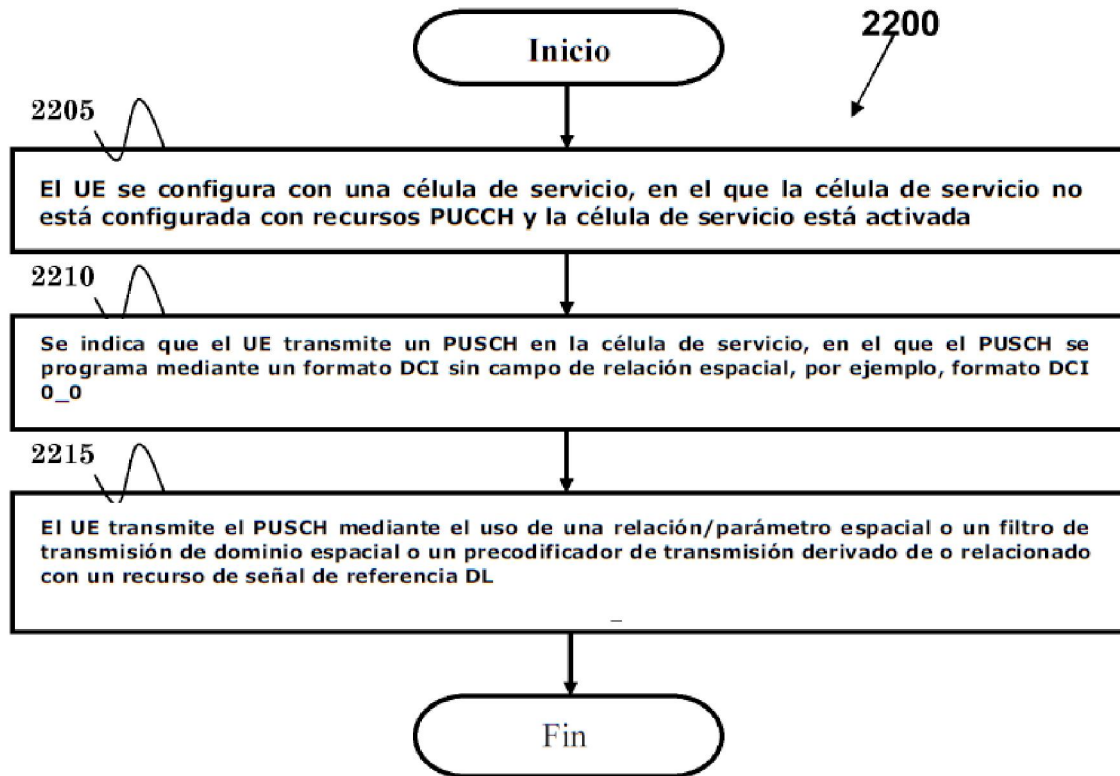 2200
Inicio
2205
El UE se configura con una célula de servicio, en el que la célula de servicio no
está configurada con recursos PUCCH y la célula de servicio está activada
2210
Se indica que el UE transmite un PUSCH en la célula de servicio, en el que el PUSCH se
programa mediante un formato DCI sin campo de relación espacial, por ejemplo, formato DCI
0_0
2215
El UE transmite el PUSCH mediante el uso de una relación/parámetro espacial o un filtro de
transmisión de dominio espacial o un precodificador de transmisión derivado de o relacionado
con un recurso de señal de referencia DL
Fin